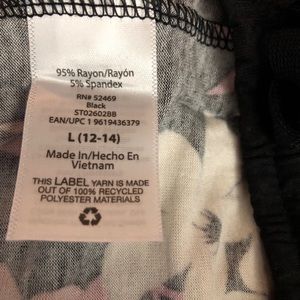 95% Rayon/Rayón
5% Spandex
RN# 52469
Black
ST02602BB
EAN/UPC 1 9619436379
L (12-14)
Made In/Hecho En
Vietnam
THIS LABEL YARN IS MADE
OUT OF 100% RECYCLED
POLYESTER MATERIALS